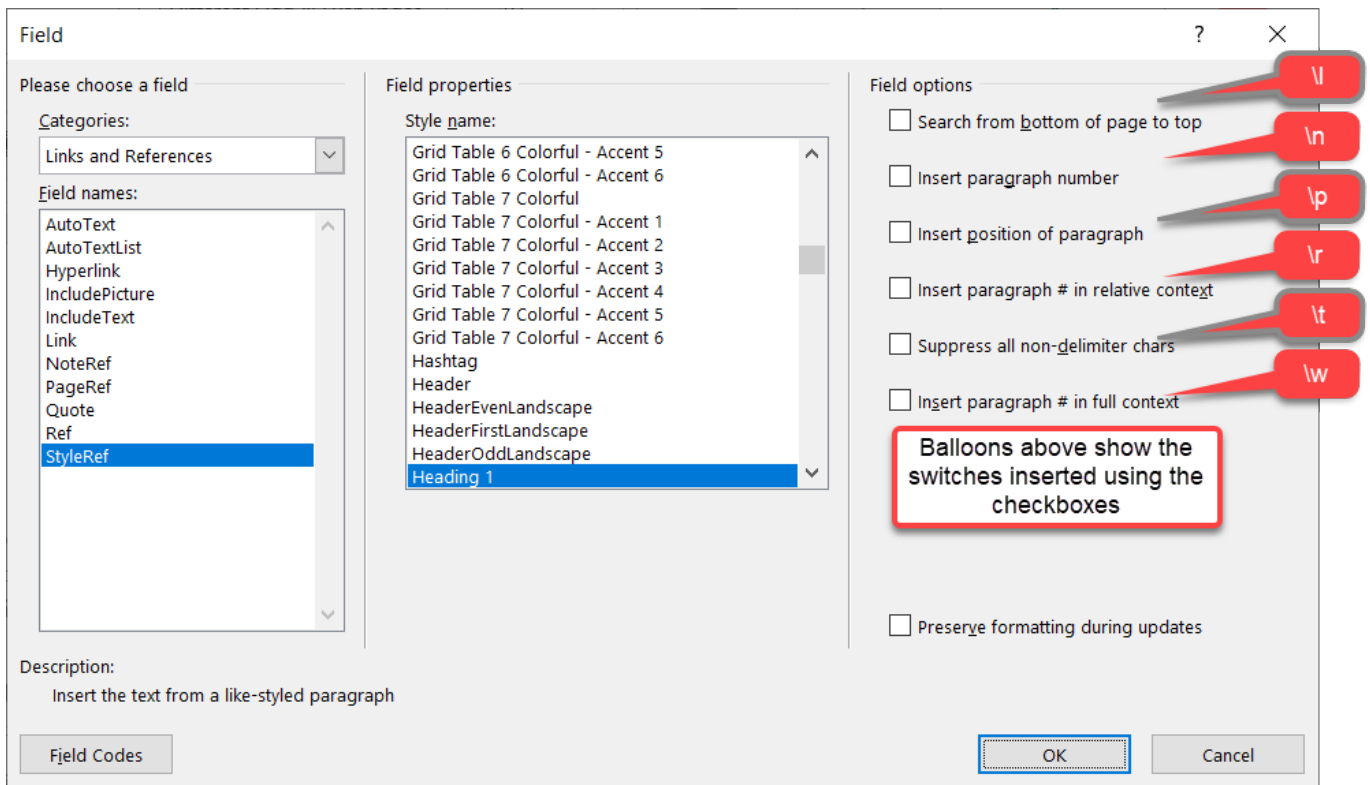 Field
?
Please choose a field
Categories:
Links and References
Field names:
AutoText
AutoTextList
Hyperlink
IncludePicture
IncludeText
Link
NoteRef
PageRef
Quote
Ref
StyleRef
Field properties
Style name:
Grid Table 6 Colorful - Accent 5
Grid Table 6 Colorful - Accent 6
Grid Table 7 Colorful
Grid Table 7 Colorful - Accent 1
Grid Table 7 Colorful - Accent 2
Grid Table 7 Colorful - Accent 3
Grid Table 7 Colorful - Accent 4
Grid Table 7 Colorful - Accent 5
Grid Table 7 Colorful - Accent 6
Hashtag
Header
HeaderEvenLandscape
HeaderFirstLandscape
HeaderOddLandscape
Heading 1
Field options
\l
Search from bottom of page to top
\n
Insert paragraph number
\p
Insert position of paragraph
\r
Insert paragraph # in relative context
\t
Suppress all non-delimiter chars
\w
Insert paragraph # in full context
Balloons above show the
switches inserted using the
checkboxes
Preserve formatting during updates
Description:
Insert the text from a like-styled paragraph
Field Codes
OK
Cancel